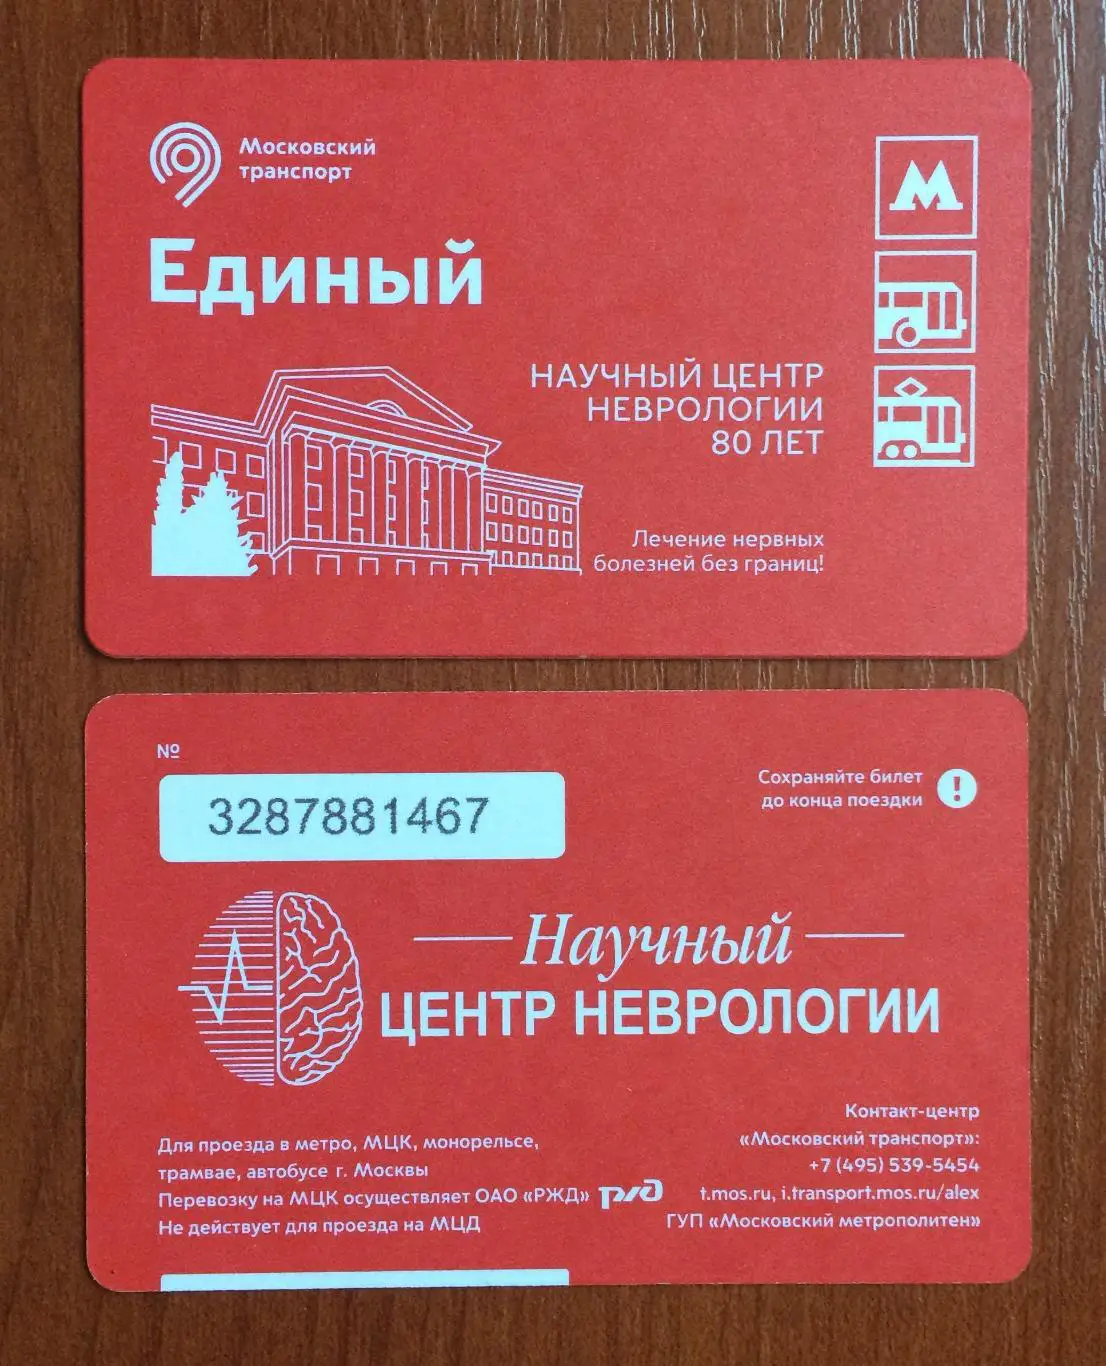 Московский
транспорт
Единый
М
НАУЧНЫЙ ЦЕНТР
НЕВРОЛОГИИ
80 ЛЕТ
Лечение нервных
болезней без границ!
№
3287881467
Сохраняйте билет
до конца поездки
!
Научный
ЦЕНТР НЕВРОЛОГИИ
Для проезда в метро, МЦК, монорельсе,
трамвае, автобусе г. Москвы
Перевозку на МЦК осуществляет ОАО «РЖД» РЖД
Не действует для проезда на МЦД
Контакт-центр
«Московский транспорт»:
+7 (495) 539-5454
t.mos.ru, i.transport.mos.ru/alex
ГУП «Московский метрополитен»